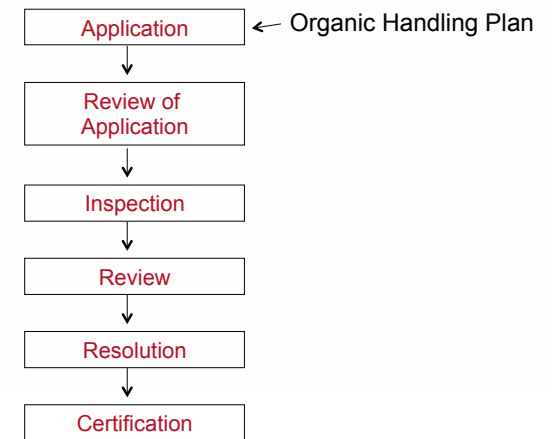 Application
Organic Handling Plan
Review of
Application
Inspection
Review
Resolution
Certification